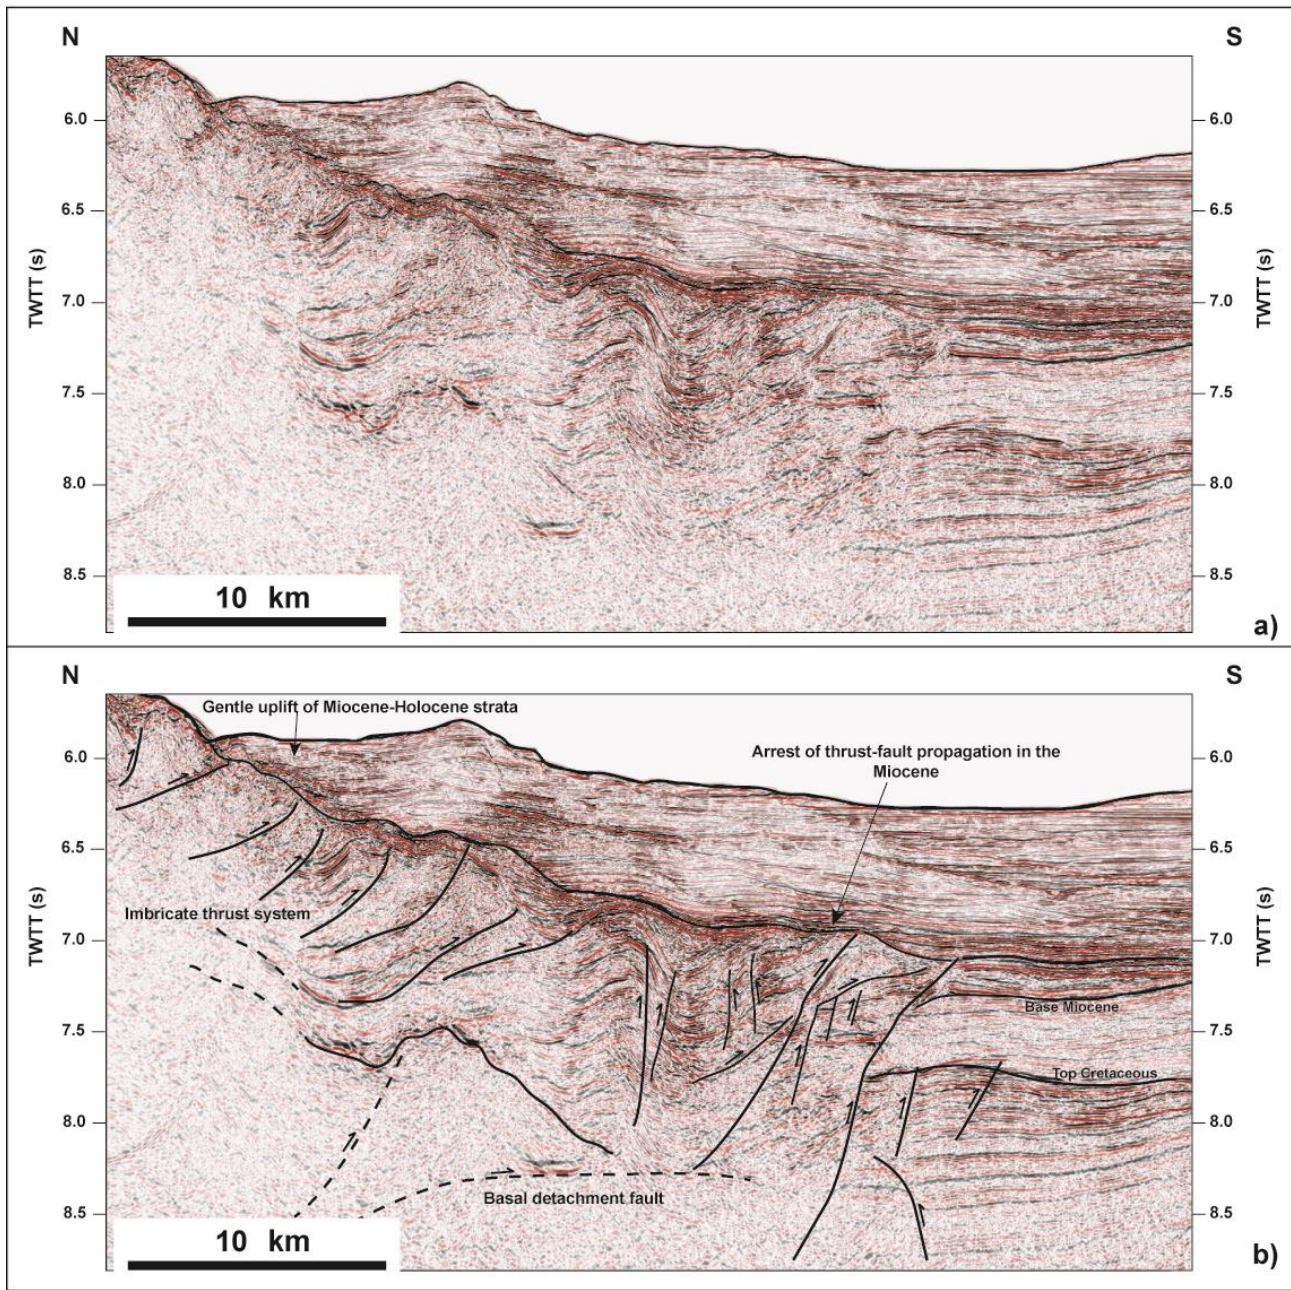 N
S
6.0
6.0
6.5
6.5
TWTT (s)
TWTT (s)
7.0
7.0
7.5
7.5
8.0
8.0
8.5
8.5
10 km
a)
N
S
Gentle uplift of Miocene-Holocene strata
Arrest of thrust-fault propagation in the
Miocene
6.0
6.0
6.5
6.5
Imbricate thrust system
TWTT (s)
TWTT (s)
7.0
7.0
Base Miocene
7.5
7.5
Top Cretaceous
8.0
8.0
Basal detachment fault
8.5
8.5
10 km
b)